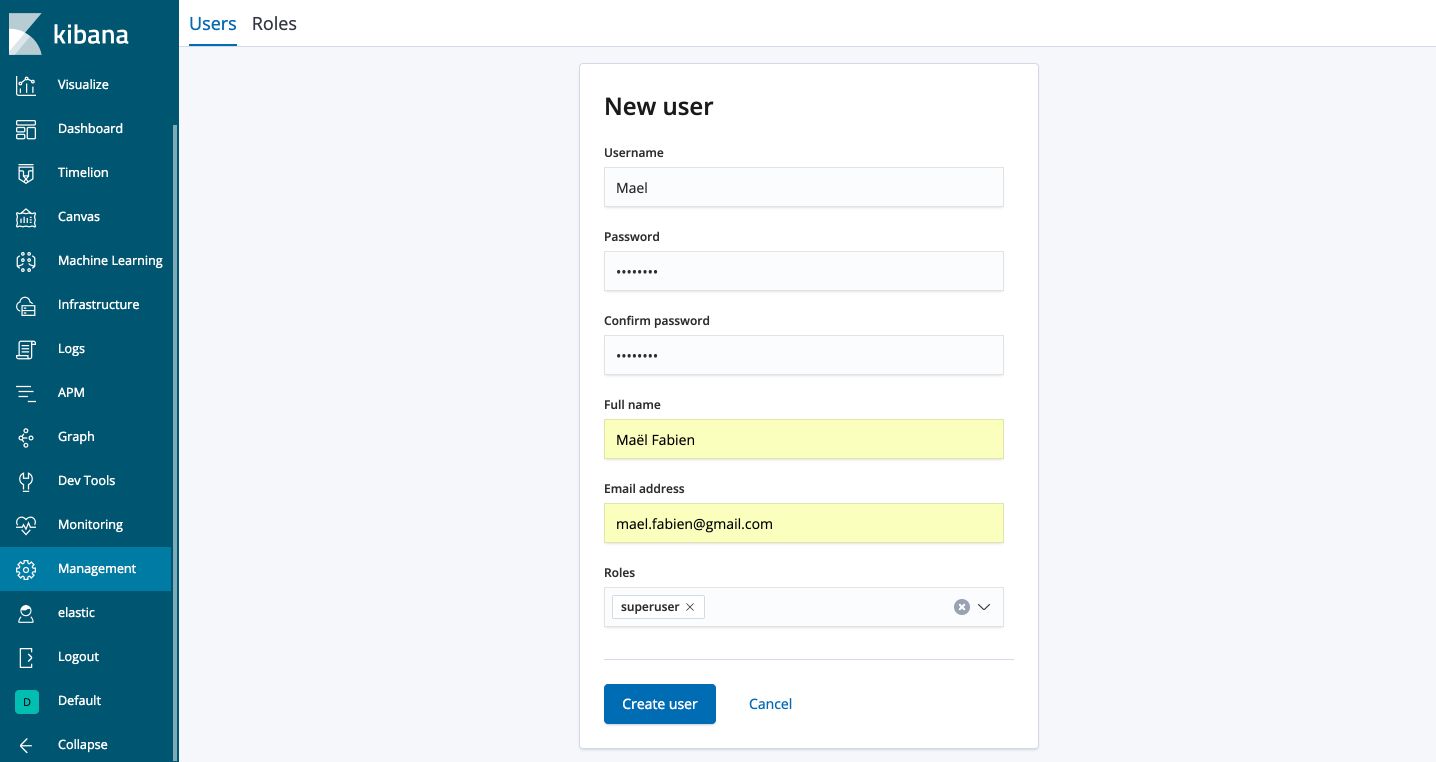 kibana
Visualize
Dashboard
Timelion
Canvas
Machine Learning
Infrastructure
Logs
APM
Graph
Dev Tools
Monitoring
Management
elastic
Logout
D Default
Collapse
Users Roles
New user
Username
Mael
Password
••••••••
Confirm password
••••••••
Full name
Maël Fabien
Email address
mael.fabien@gmail.com
Roles
superuser
Create user Cancel